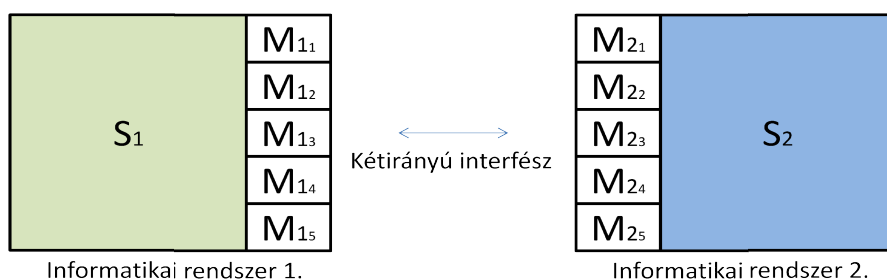 S1
M11
M12
M13
M14
M15
Kétirányú interfész
M21
M22
M23
M24
M25
S2
Informatikai rendszer 1.
Informatikai rendszer 2.